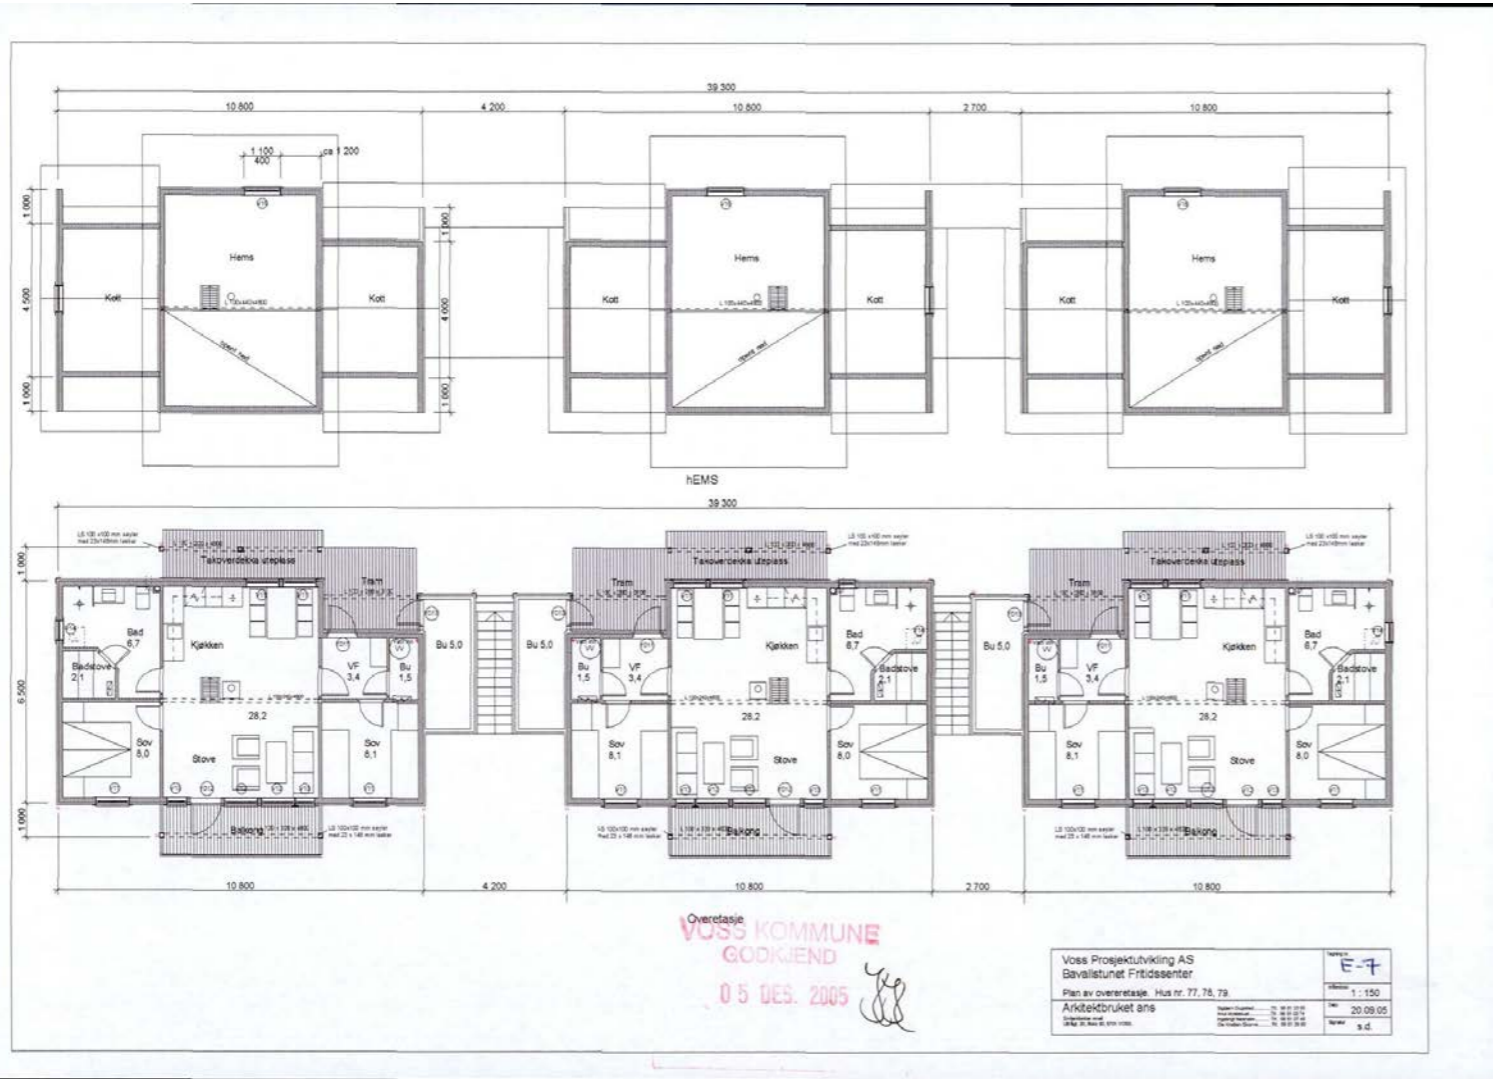 39 300
10 800
4 200
10 800
2 700
10 800
1 100
400
ca 1 200
1 000
4 500
1 000
1 000
4 000
1 000
Hems
Kott
Kott
opent ned
Hems
Kott
Kott
opent ned
Hems
Kott
Kott
opent ned
hEMS
39 300
1 000
6 500
1 000
Takoverdekka uteplass
Tram
Bad
6,7
Badstove
2,1
Kjøkken
VF
3,4
Bu
1,5
Bu 5,0
28,2
Sov
8,0
Stove
Sov
8,1
Balkong
Takoverdekka uteplass
Tram
Bu 5,0
Bu
1,5
VF
3,4
Kjøkken
Bad
6,7
Badstove
2,1
28,2
Sov
8,1
Stove
Sov
8,0
Balkong
Takoverdekka uteplass
Tram
Bu 5,0
Bu
1,5
VF
3,4
Kjøkken
Bad
6,7
Badstove
2,1
28,2
Sov
8,1
Stove
Sov
8,0
Balkong
10 800
4 200
10 800
2 700
10 800
Overetasje
VOSS KOMMUNE
GODKJEND
05 DES. 2005
Voss Prosjektutvikling AS
Bavallstunet Fritidssenter
Plan av overeretasje. Hus nr. 77, 78, 79.
Arkitektbruket ans
E-7
1 : 150
20.09.05
s.d.